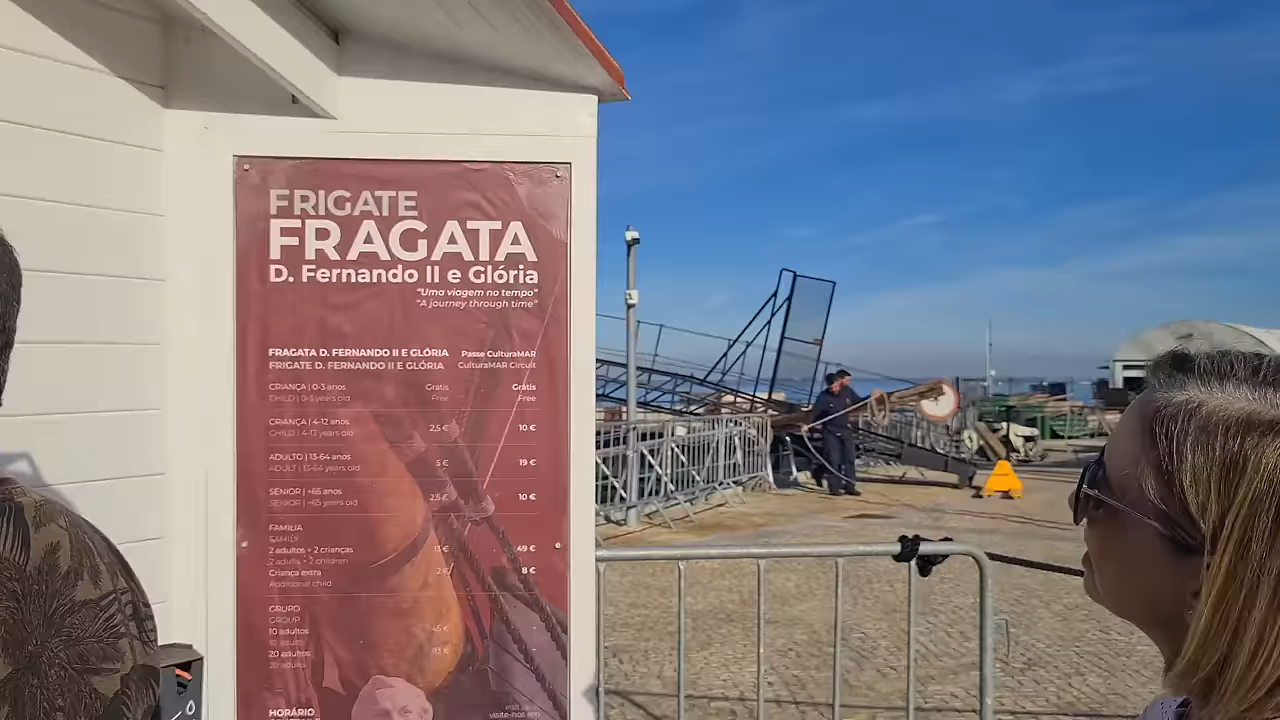 FRIGATE
FRAGATA
D. Fernando II e Glória
"Uma viagem no tempo"
"A journey through time"
FRAGATA D. FERNANDO II E GLÓRIA Passe CulturaMAR
FRIGATE D. FERNANDO II E GLÓRIA CulturaMAR Circuit
CRIANÇA | 0-3 anos Grátis Grátis
CHILD | 0-3 years old Free Free
CRIANÇA | 4-12 anos 2,5 € 10 €
CHILD | 4-12 years old
ADULTO | 13-64 anos 5 € 19 €
ADULT | 13-64 years old
SENIOR | +65 anos 2,5 € 10 €
SENIOR | +65 years old
FAMÍLIA
FAMILY
2 adultos + 2 crianças 13 € 49 €
2 adults + 2 children
Criança extra 2 € 8 €
Additional child
GRUPO
GROUP
10 adultos 45 €
10 adults
20 adultos 83 €
20 adults
HORÁRIO
visite-nos em